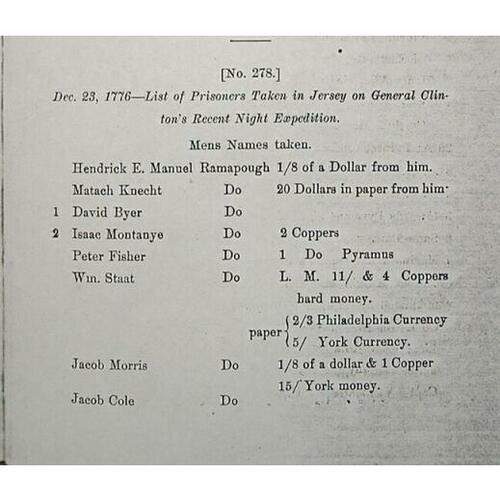 [No. 278.]
Dec. 23, 1776—List of Prisoners Taken in Jersey on General Clin-
ton's Recent Night Expedition.
Mens Names taken.
Hendrick E. Manuel Ramapough 1/8 of a Dollar from him.
Matach Knecht Do 20 Dollars in paper from him·
1 David Byer Do
2 Isaac Montanye Do 2 Coppers
Peter Fisher Do 1 Do Pyramus
Wm. Staat Do L. M. 11/ & 4 Coppers
hard money.
paper { 2/3 Philadelphia Currency
5/ York Currency.
Jacob Morris Do 1/8 of a dollar & 1 Copper
15/ York money.
Jacob Cole Do